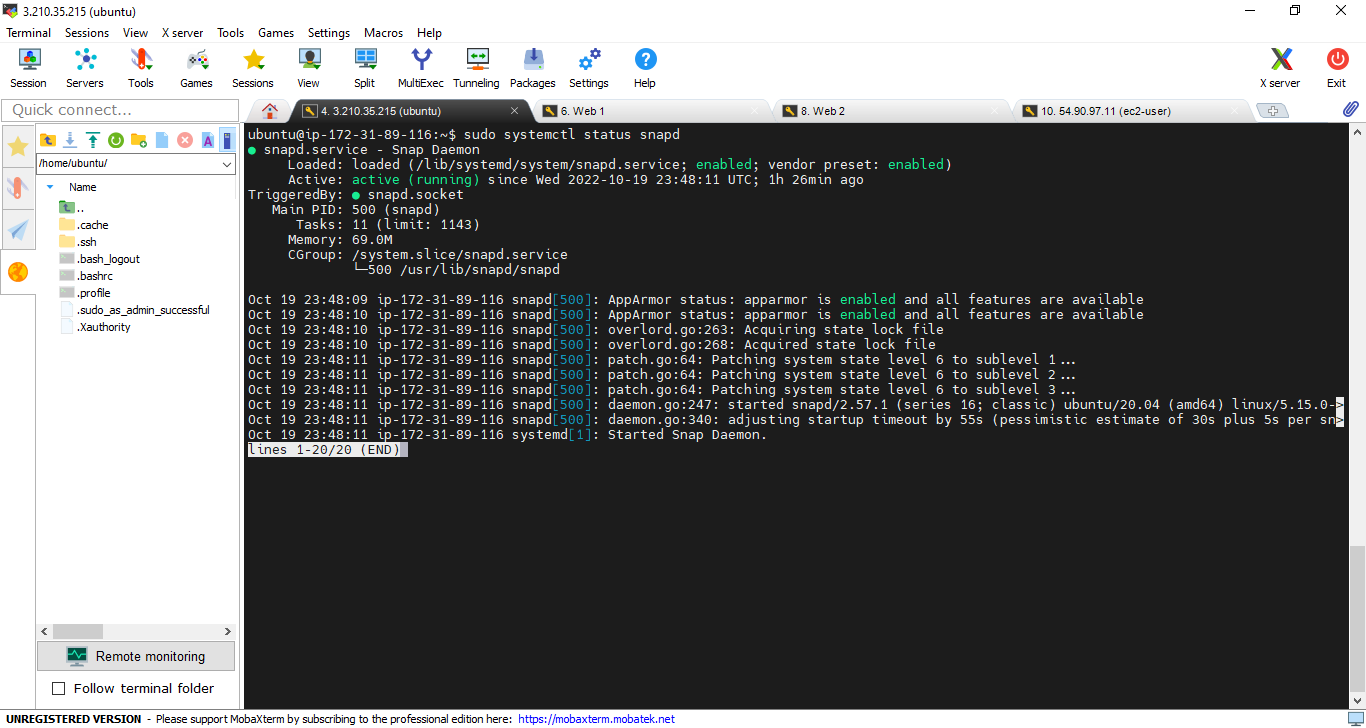 3.210.35.215 (ubuntu)
Terminal Sessions View X server Tools Games Settings Macros Help
Session Servers Tools Games Sessions View Split MultiExec Tunneling Packages Settings Help X server Exit
Quick connect...
4. 3.210.35.215 (ubuntu)
6. Web 1
8. Web 2
10. 54.90.97.11 (ec2-user)
/home/ubuntu/
Name
..
.cache
.ssh
.bash_logout
.bashrc
.profile
.sudo_as_admin_successful
.Xauthority
Remote monitoring
Follow terminal folder
ubuntu@ip-172-31-89-116:~$ sudo systemctl status snapd
● snapd.service - Snap Daemon
Loaded: loaded (/lib/systemd/system/snapd.service; enabled; vendor preset: enabled)
Active: active (running) since Wed 2022-10-19 23:48:11 UTC; 1h 26min ago
TriggeredBy: ● snapd.socket
Main PID: 500 (snapd)
Tasks: 11 (limit: 1143)
Memory: 69.0M
CGroup: /system.slice/snapd.service
└─500 /usr/lib/snapd/snapd
Oct 19 23:48:09 ip-172-31-89-116 snapd[500]: AppArmor status: apparmor is enabled and all features are available
Oct 19 23:48:10 ip-172-31-89-116 snapd[500]: AppArmor status: apparmor is enabled and all features are available
Oct 19 23:48:10 ip-172-31-89-116 snapd[500]: overlord.go:263: Acquiring state lock file
Oct 19 23:48:10 ip-172-31-89-116 snapd[500]: overlord.go:268: Acquired state lock file
Oct 19 23:48:11 ip-172-31-89-116 snapd[500]: patch.go:64: Patching system state level 6 to sublevel 1...
Oct 19 23:48:11 ip-172-31-89-116 snapd[500]: patch.go:64: Patching system state level 6 to sublevel 2...
Oct 19 23:48:11 ip-172-31-89-116 snapd[500]: patch.go:64: Patching system state level 6 to sublevel 3...
Oct 19 23:48:11 ip-172-31-89-116 snapd[500]: daemon.go:247: started snapd/2.57.1 (series 16; classic) ubuntu/20.04 (amd64) linux/5.15.0->
Oct 19 23:48:11 ip-172-31-89-116 snapd[500]: daemon.go:340: adjusting startup timeout by 55s (pessimistic estimate of 30s plus 5s per sn>
Oct 19 23:48:11 ip-172-31-89-116 systemd[1]: Started Snap Daemon.
lines 1-20/20 (END)
UNREGISTERED VERSION - Please support MobaXterm by subscribing to the professional edition here: https://mobaxterm.mobatek.net